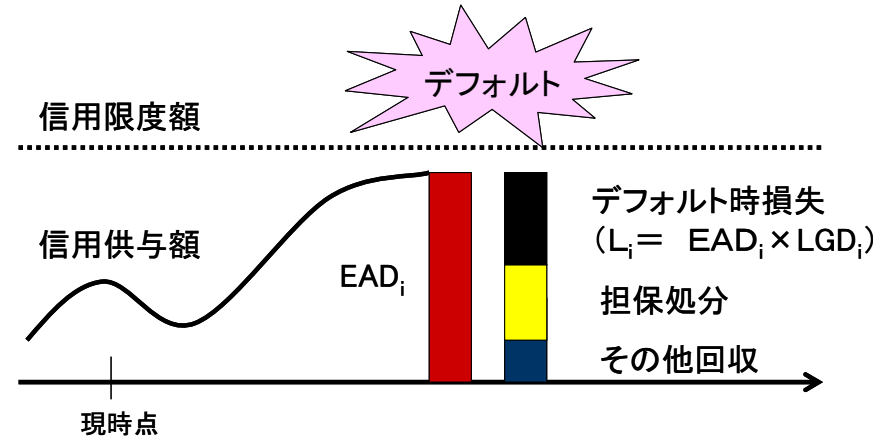 デフォルト
信用限度額
デフォルト時損失
（Li＝ EADi×LGDi）
信用供与額
EADi
担保処分
その他回収
現時点